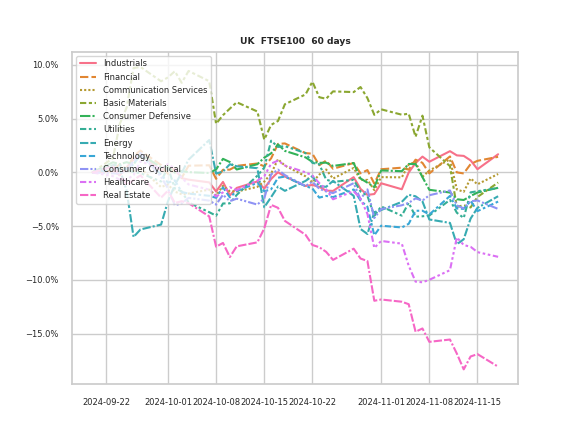 UK  FTSE100  60 days
10.0%
5.0%
0.0%
−5.0%
−10.0%
−15.0%
Industrials
Financial
Communication Services
Basic Materials
Consumer Defensive
Utilities
Energy
Technology
Consumer Cyclical
Healthcare
Real Estate
2024-09-22
2024-10-01
2024-10-08
2024-10-15
2024-10-22
2024-11-01
2024-11-08
2024-11-15